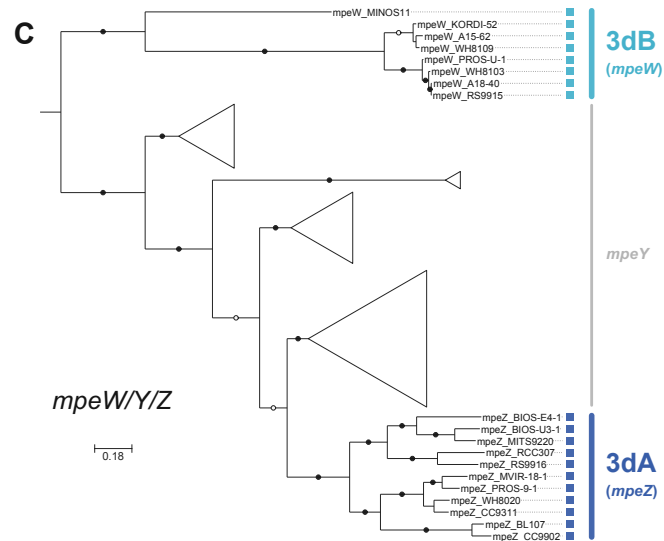 C
mpeW_MINOS11
mpeW_KORDI-52
mpeW_A15-62
mpeW_WH8109
mpeW_PROS-U-1
mpeW_WH8103
mpeW_A18-40
mpeW_RS9915
3dB
(mpeW)
mpeY
mpeW/Y/Z
0.18
mpeZ_BIOS-E4-1
mpeZ_BIOS-U3-1
mpeZ_MITS9220
mpeZ_RCC307
mpeZ_RS9916
mpeZ_MVIR-18-1
mpeZ_PROS-9-1
mpeZ_WH8020
mpeZ_CC9311
mpeZ_BL107
mpeZ_CC9902
3dA
(mpeZ)